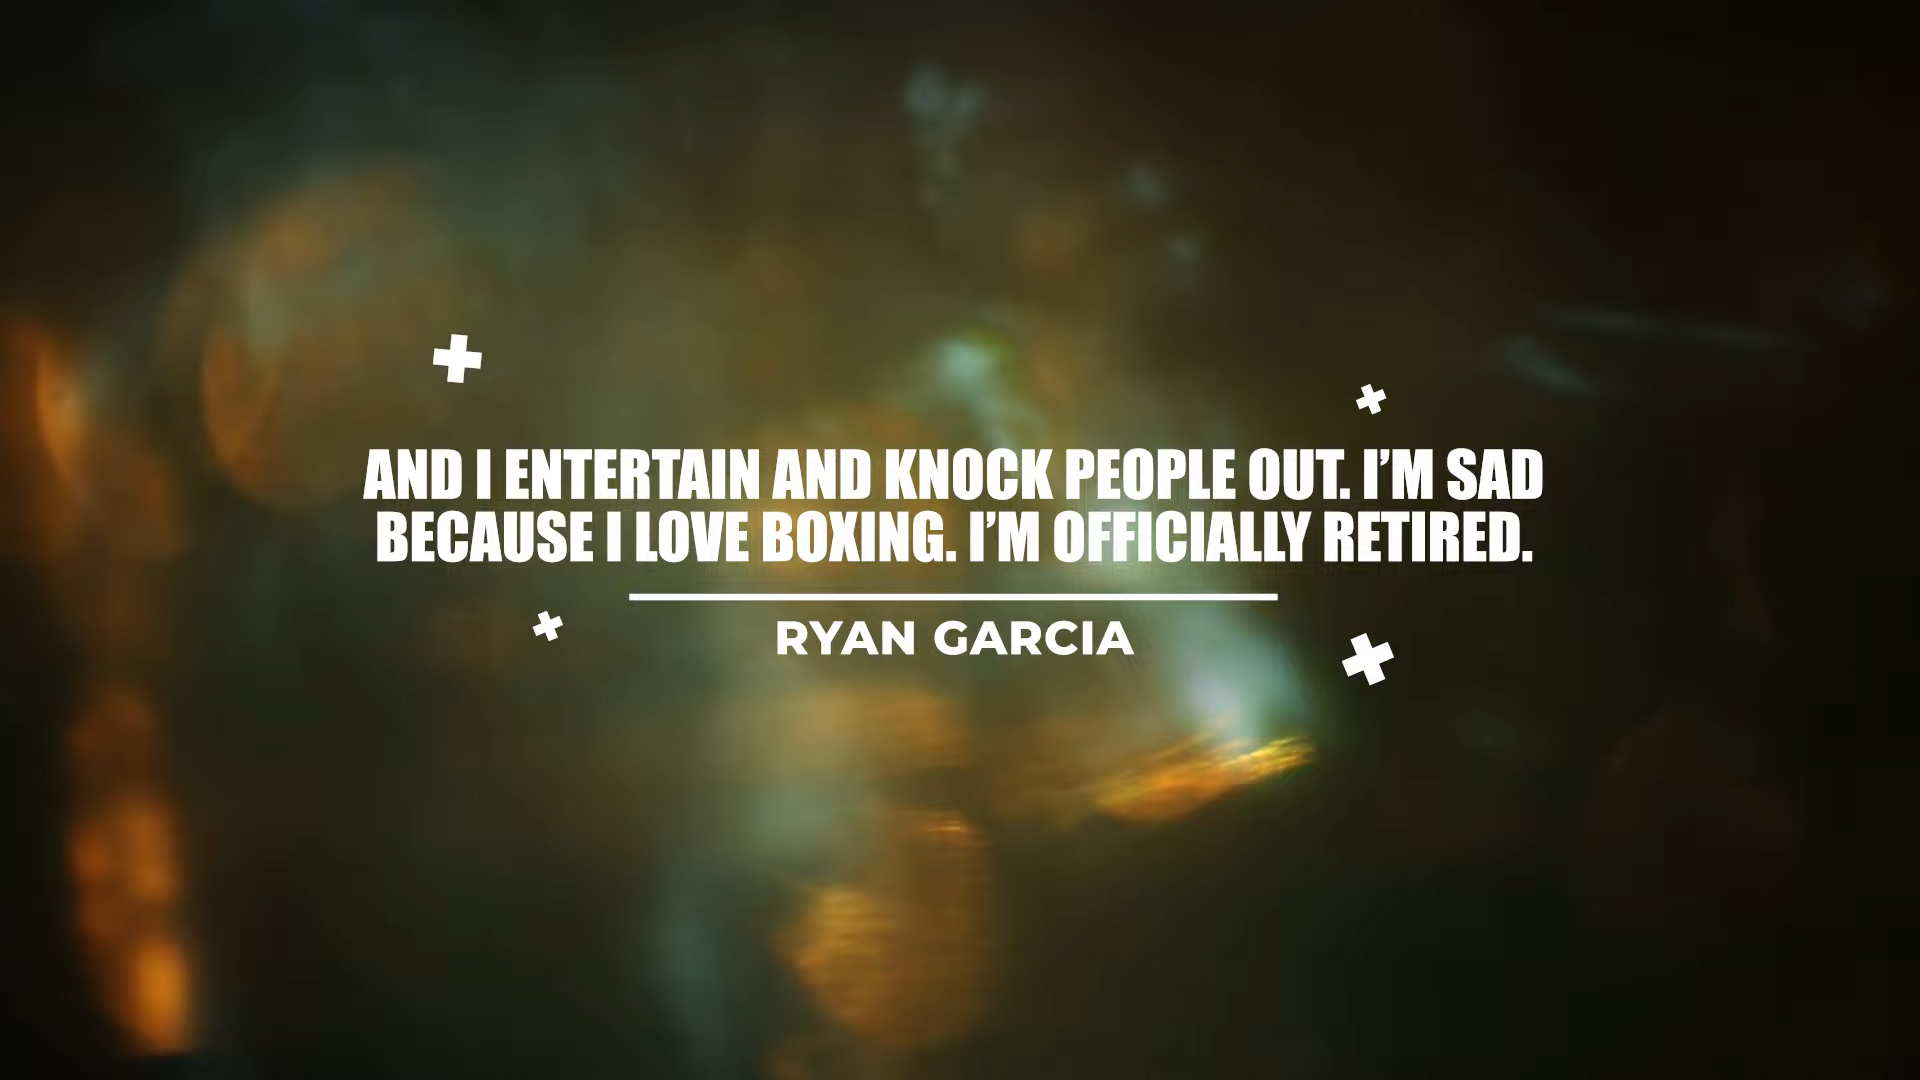 AND I ENTERTAIN AND KNOCK PEOPLE OUT. I’M SAD
BECAUSE I LOVE BOXING. I’M OFFICIALLY RETIRED.
RYAN GARCIA